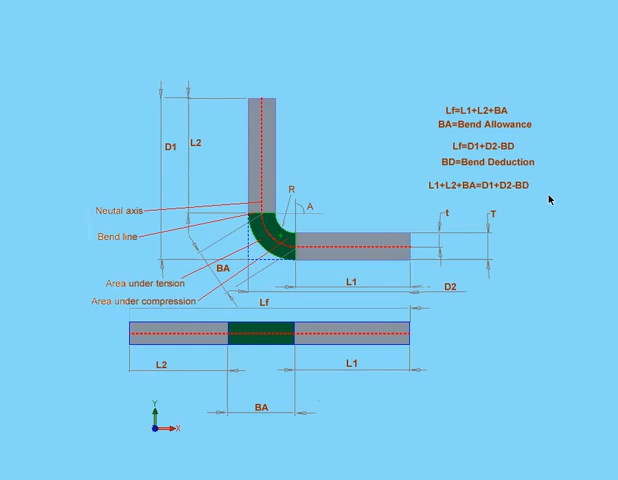 Lf=L1+L2+BA
BA=Bend Allowance
Lf=D1+D2-BD
BD=Bend Deduction
L1+L2+BA=D1+D2-BD
D1
L2
R
A
Neutal axis
Bend line
t
T
BA
Area under tension
Area under compression
L1
D2
Lf
L2
L1
BA
Y
X